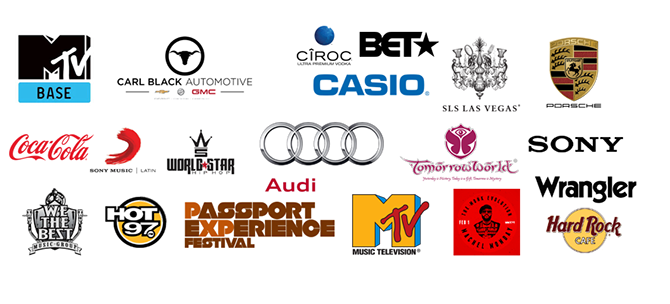 MTV
BASE
CARL BLACK AUTOMOTIVE
GMC
CÎROC
ULTRA PREMIUM VODKA
BET
CASIO
SLS LAS VEGAS
PORSCHE
PORSCHE
Coca-Cola
SONY MUSIC | LATIN
WORLD STAR
HIP HOP
Audi
TomorrowWorld
SONY
Wrangler
WE
THE
BEST
MUSIC GROUP
HOT
97
PASSPORT
EXPERIENCE
FESTIVAL
MTV
MUSIC TELEVISION®
Hard Rock
CAFE